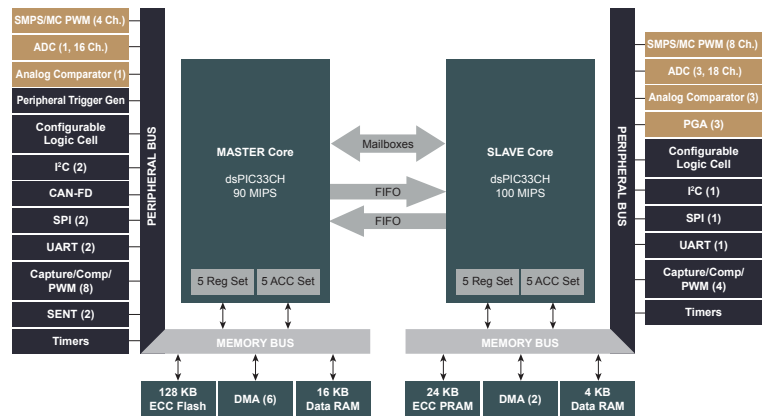 SMPS/MC PWM (4 Ch.)
ADC (1, 16 Ch.)
Analog Comparator (1)
Peripheral Trigger Gen
Configurable
Logic Cell
I²C (2)
CAN-FD
SPI (2)
UART (2)
Capture/Comp/
PWM (8)
SENT (2)
Timers
PERIPHERAL BUS
MASTER Core
dsPIC33CH
90 MIPS
5 Reg Set
5 ACC Set
MEMORY BUS
128 KB
ECC Flash
DMA (6)
16 KB
Data RAM
Mailboxes
FIFO
FIFO
SLAVE Core
dsPIC33CH
100 MIPS
5 Reg Set
5 ACC Set
MEMORY BUS
24 KB
ECC PRAM
DMA (2)
4 KB
Data RAM
PERIPHERAL BUS
SMPS/MC PWM (8 Ch.)
ADC (3, 18 Ch.)
Analog Comparator (3)
PGA (3)
Configurable
Logic Cell
I²C (1)
SPI (1)
UART (1)
Capture/Comp/
PWM (4)
Timers